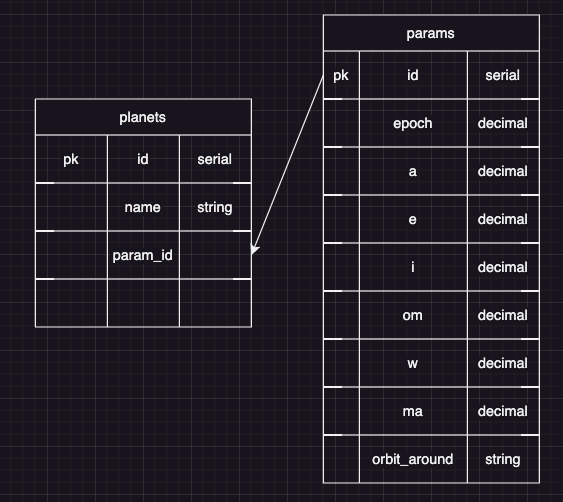 planets
pk id serial
name string
param_id
params
pk id serial
epoch decimal
a decimal
e decimal
i decimal
om decimal
w decimal
ma decimal
orbit_around string